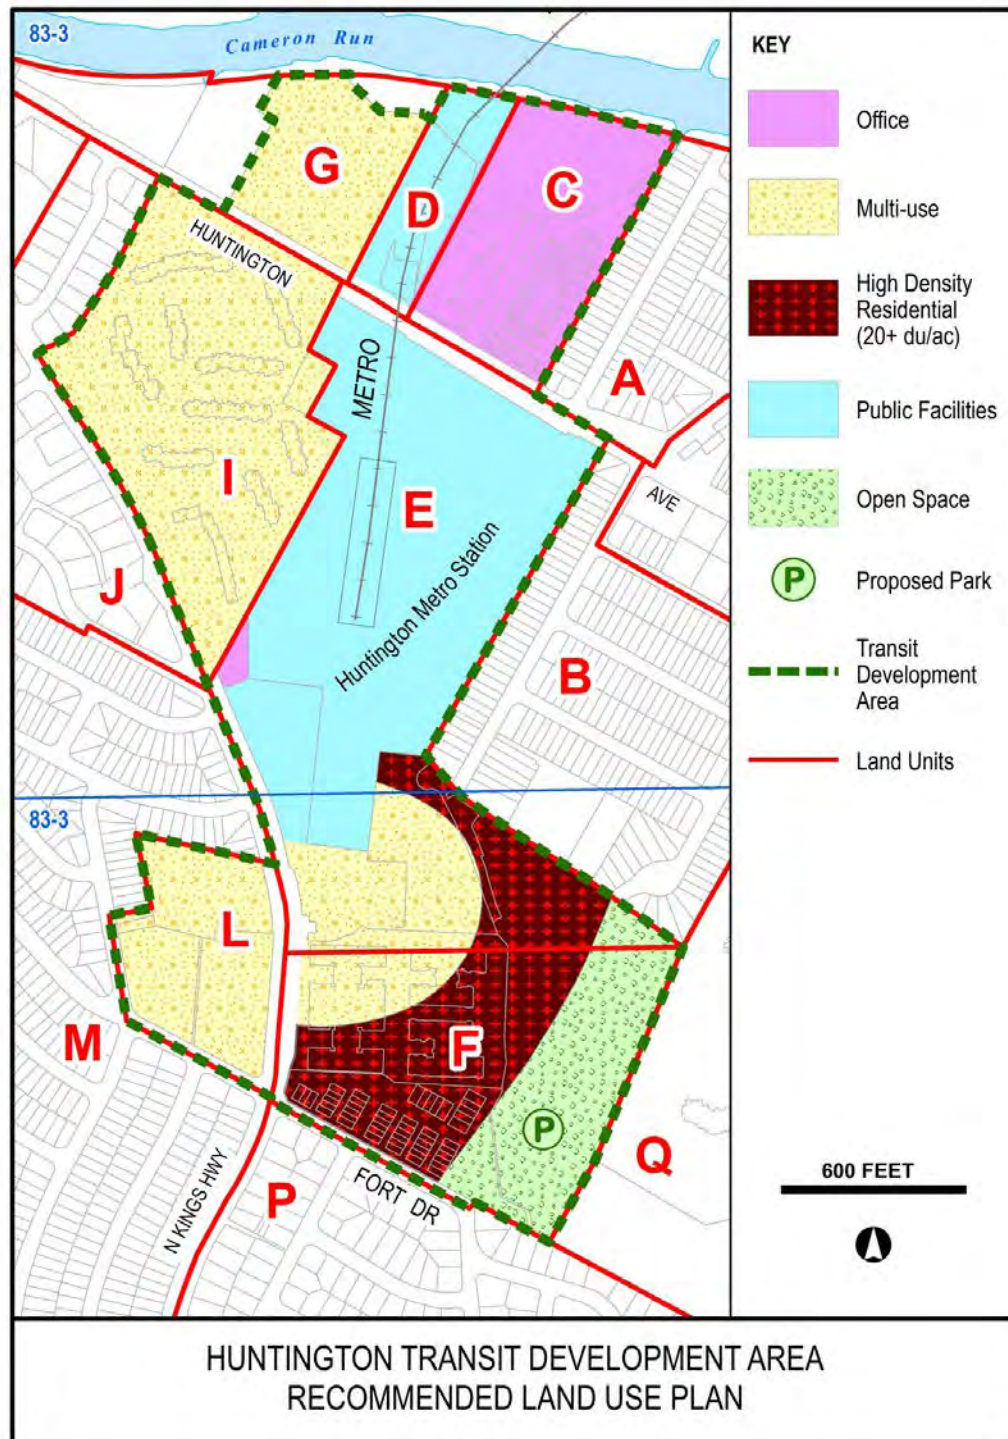 83-3
Cameron Run
G
D
C
HUNTINGTON
METRO
A
I
E
AVE
Huntington Metro Station
J
B
83-3
L
M
F
P
Q
N KINGS HWY
P
FORT DR
KEY
Office
Multi-use
High Density
Residential
(20+ du/ac)
Public Facilities
Open Space
P
Proposed Park
Transit
Development
Area
Land Units
600 FEET
HUNTINGTON TRANSIT DEVELOPMENT AREA
RECOMMENDED LAND USE PLAN